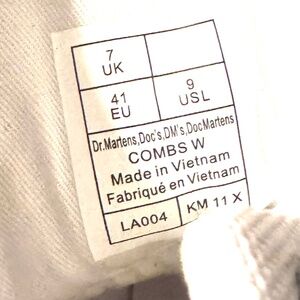 7
UK
41
EU
9
USL
Dr.Martens,Doc's,DM's,DocMartens
COMBS W
Made in Vietnam
Fabriqué en Vietnam
LA004
KM 11 X